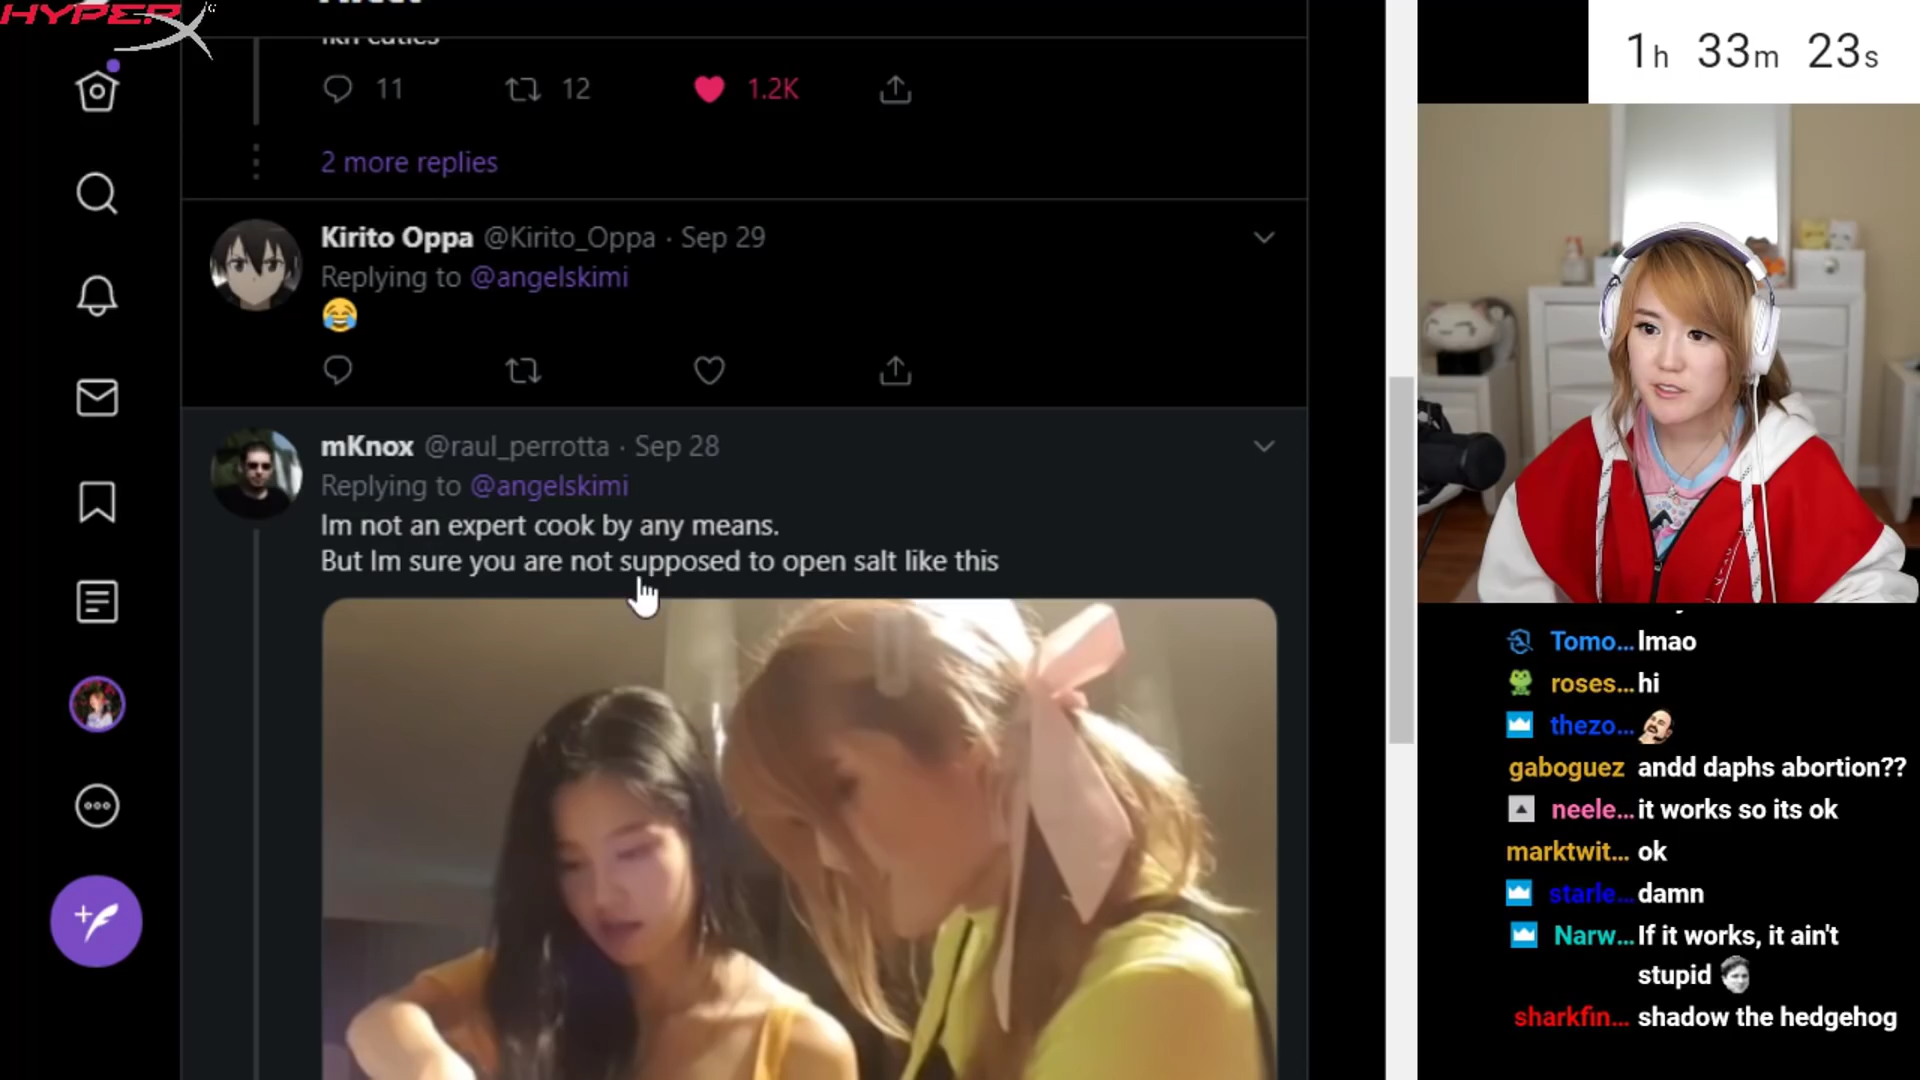 HYPERX
11
12
1.2K
2 more replies
Kirito Oppa @Kirito_Oppa · Sep 29
Replying to @angelskimi
😂
mKnox @raul_perrotta · Sep 28
Replying to @angelskimi
Im not an expert cook by any means.
But Im sure you are not supposed to open salt like this
1h 33m 23s
Tomo... lmao
roses... hi
thezo...
gaboguez andd daphs abortion??
neele... it works so its ok
marktwit... ok
starle... damn
Narw... If it works, it ain't
stupid
sharkfin... shadow the hedgehog